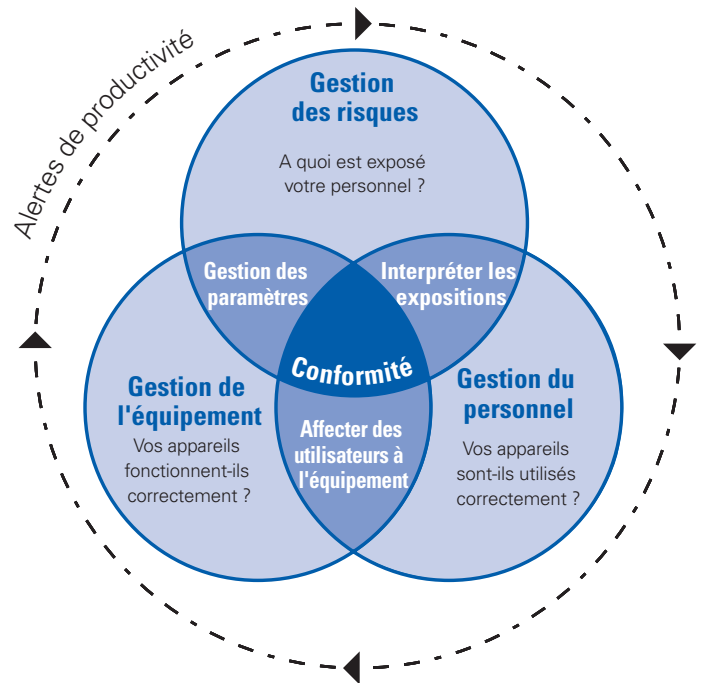 Alertes de productivité
Gestion
des risques
A quoi est exposé
votre personnel ?
Gestion des
paramètres
Interpréter les
expositions
Conformité
Gestion de
l'équipement
Vos appareils
fonctionnent-ils
correctement ?
Affecter des
utilisateurs à
l'équipement
Gestion du
personnel
Vos appareils
sont-ils utilisés
correctement ?